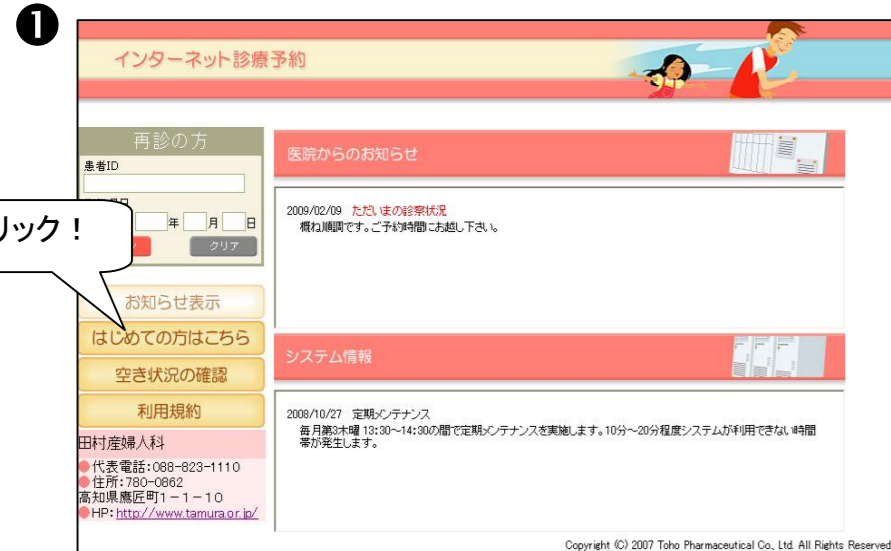 ❶
インターネット診療予約
再診の方
患者ID
年 月 日
クリア
リック！
お知らせ表示
はじめての方はこちら
空き状況の確認
利用規約
田村産婦人科
●代表電話:088-823-1110
●住所:780-0862
高知県鷹匠町1－1－10
●HP:http://www.tamura.or.jp/
医院からのお知らせ
2009/02/09 ただいまの診察状況
概ね順調です。ご予約時間にお越し下さい。
システム情報
2008/10/27 定期メンテナンス
毎月第3木曜13:30～14:30の間で定期メンテナンスを実施します。10分～20分程度システムが利用できない時間
帯が発生します。
Copyright (C) 2007 Toho Pharmaceutical Co., Ltd. All Rights Reserved